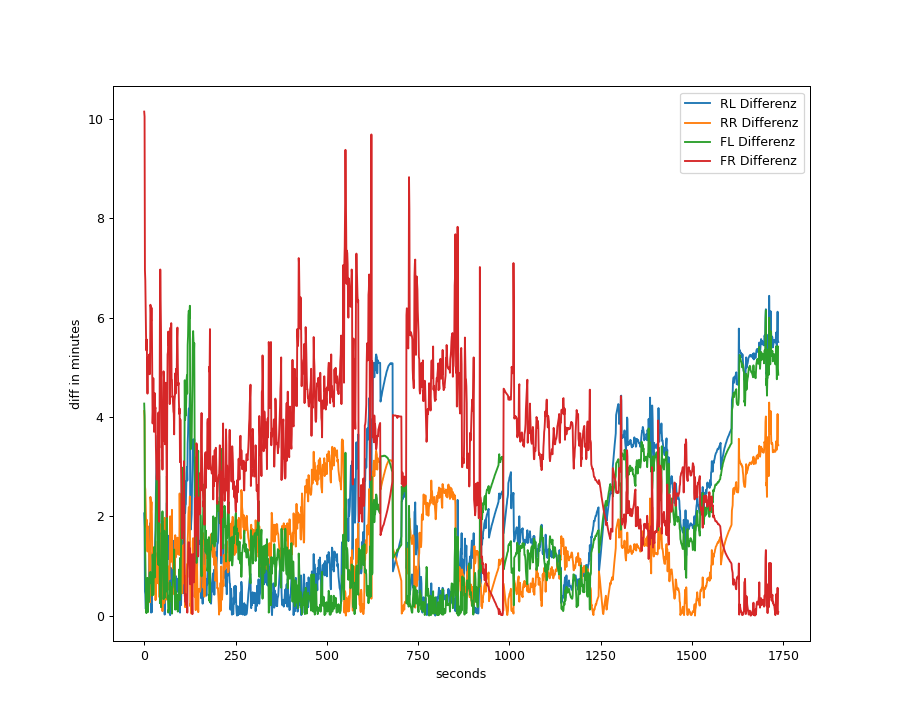 RL Differenz
RR Differenz
FL Differenz
FR Differenz
10
8
6
4
2
0
diff in minutes
0 250 500 750 1000 1250 1500 1750
seconds